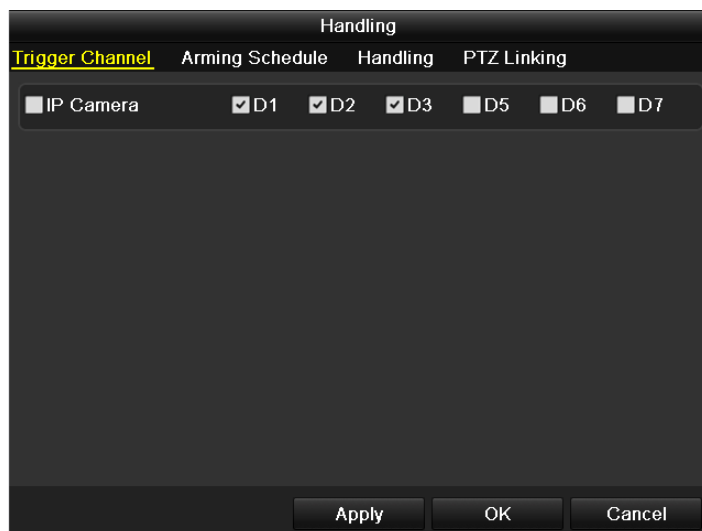 Handling
Trigger Channel Arming Schedule Handling PTZ Linking
IP Camera D1 D2 D3 D5 D6 D7
Apply OK Cancel